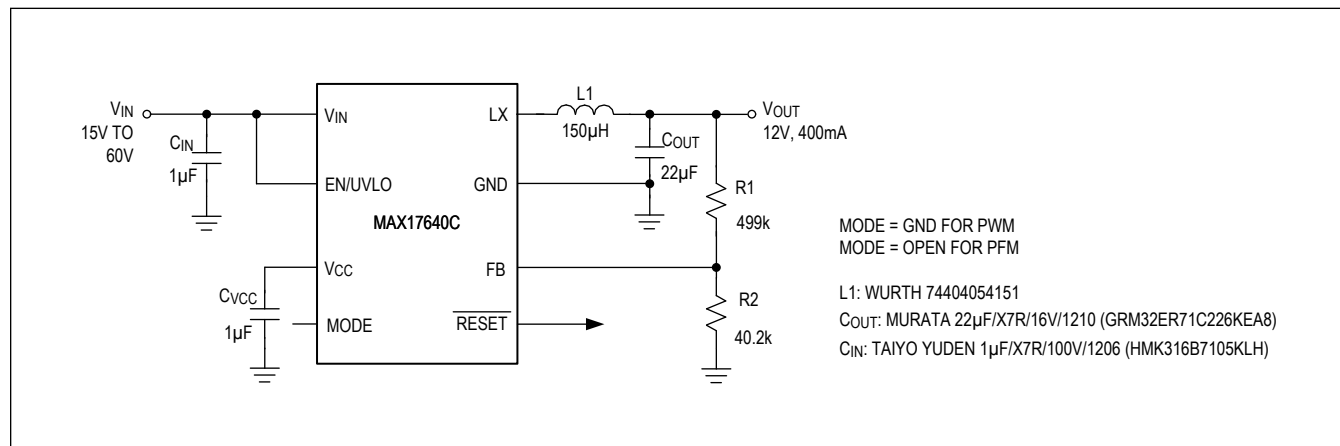 VIN
15V TO
60V
CIN
1µF
VIN
EN/UVLO
VCC
MODE
MAX17640C
LX
GND
FB
RESET
CVCC
1µF
L1
150µH
COUT
22µF
VOUT
12V, 400mA
R1
499k
R2
40.2k
MODE = GND FOR PWM
MODE = OPEN FOR PFM
L1: WURTH 74404054151
COUT: MURATA 22µF/X7R/16V/1210 (GRM32ER71C226KEA8)
CIN: TAIYO YUDEN 1µF/X7R/100V/1206 (HMK316B7105KLH)